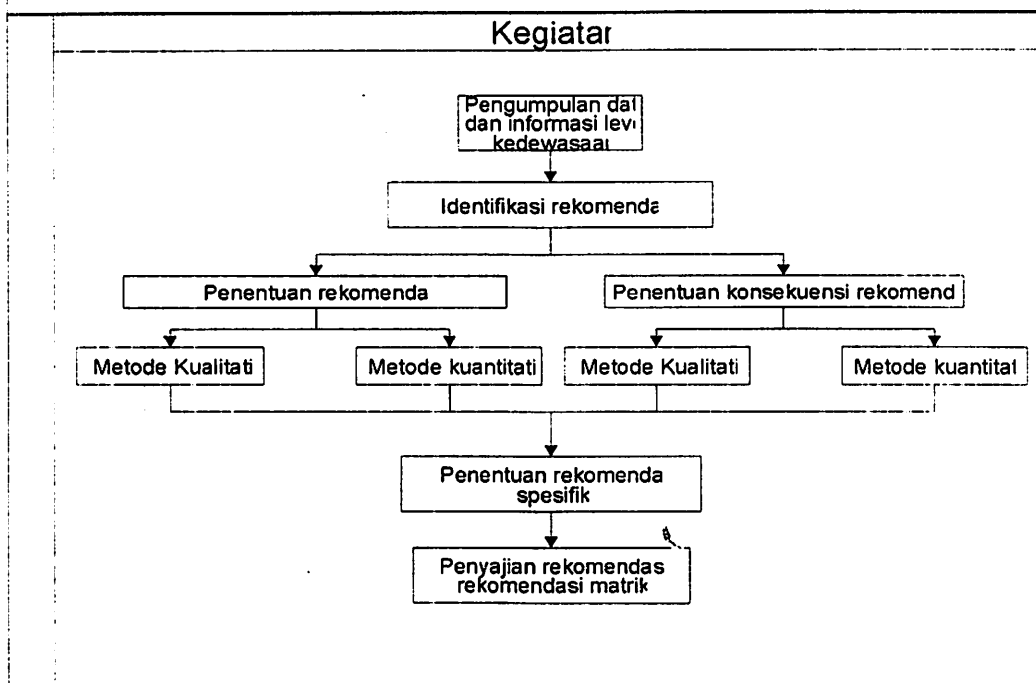 Kegiatar
Pengumpulan dat
dan informasi lev
kedewasaar
Identifikasi rekomenda
Penentuan rekomenda
Penentuan konsekuensi rekomend
Metode Kualitati
Metode kuantitati
Metode Kualitati
Metode kuantitat
Penentuan rekomenda
spesifik
Penyajian rekomendas
rekomendasi matrik